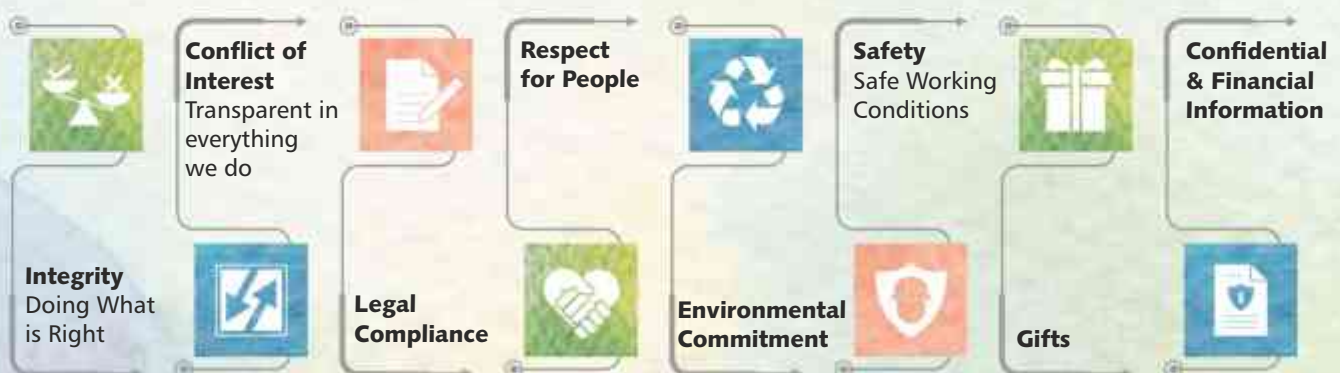 Integrity
Doing What
is Right
Conflict of
Interest
Transparent in
everything
we do
Legal
Compliance
Respect
for People
Environmental
Commitment
Safety
Safe Working
Conditions
Gifts
Confidential
& Financial
Information